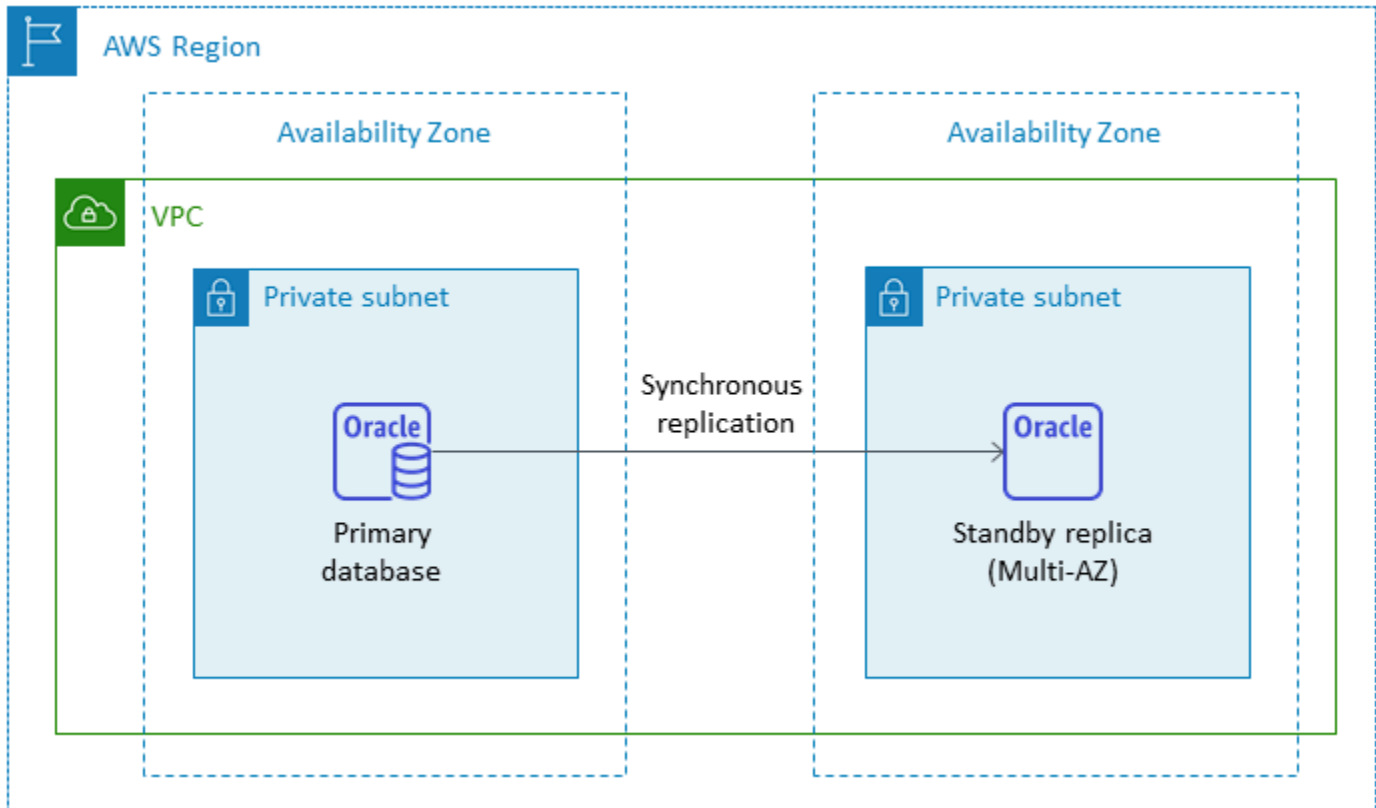 AWS Region
Availability Zone
Availability Zone
VPC
Private subnet
Private subnet
Synchronous
replication
Oracle
Oracle
Primary
database
Standby replica
(Multi-AZ)